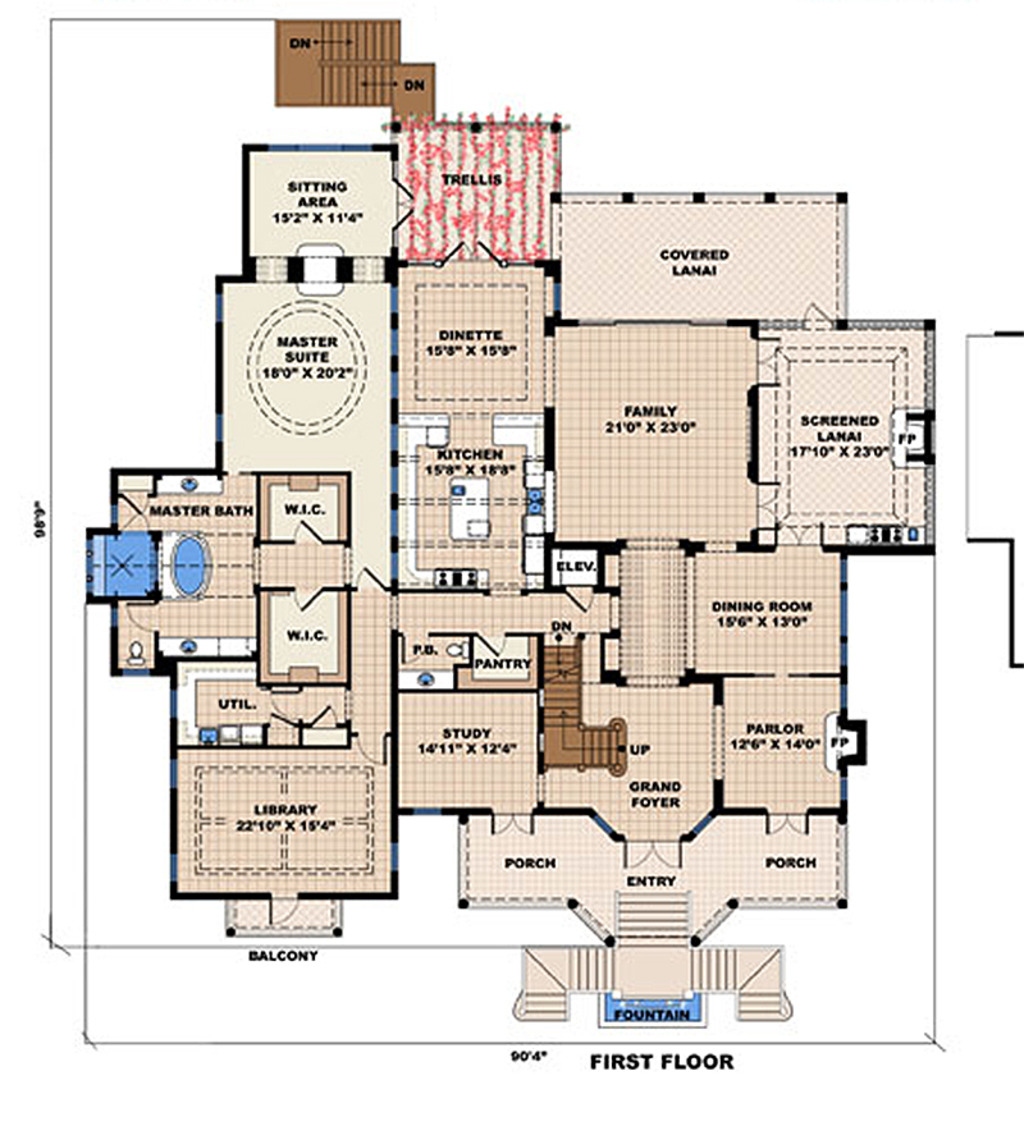 DN
DN
TRELLIS
SITTING
AREA
15'2" X 11'4"
COVERED
LANAI
DINETTE
15'8" X 15'8"
MASTER
SUITE
18'0" X 20'2"
FAMILY
21'0" X 23'0"
SCREENED
LANAI
17'10" X 23'0"
FP
KITCHEN
15'8" X 18'8"
98'9"
MASTER BATH
W.I.C.
ELEV.
DINING ROOM
15'6" X 13'0"
W.I.C.
DN
P.B.
PANTRY
UTIL.
STUDY
14'11" X 12'4"
UP
PARLOR
12'6" X 14'0"
FP
GRAND
FOYER
LIBRARY
22'10" X 15'4"
PORCH
ENTRY
PORCH
BALCONY
FOUNTAIN
90'4"
FIRST FLOOR